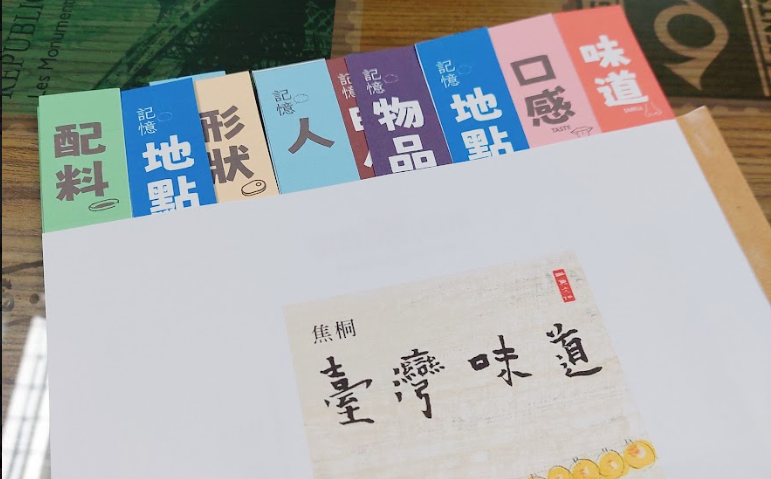 REPUBLIC
Les Monuments
配料
記憶
地點
形狀
記憶
人
記憶
記憶
物品
記憶
地點
口感
TASTE
味道
焦桐
臺灣味道